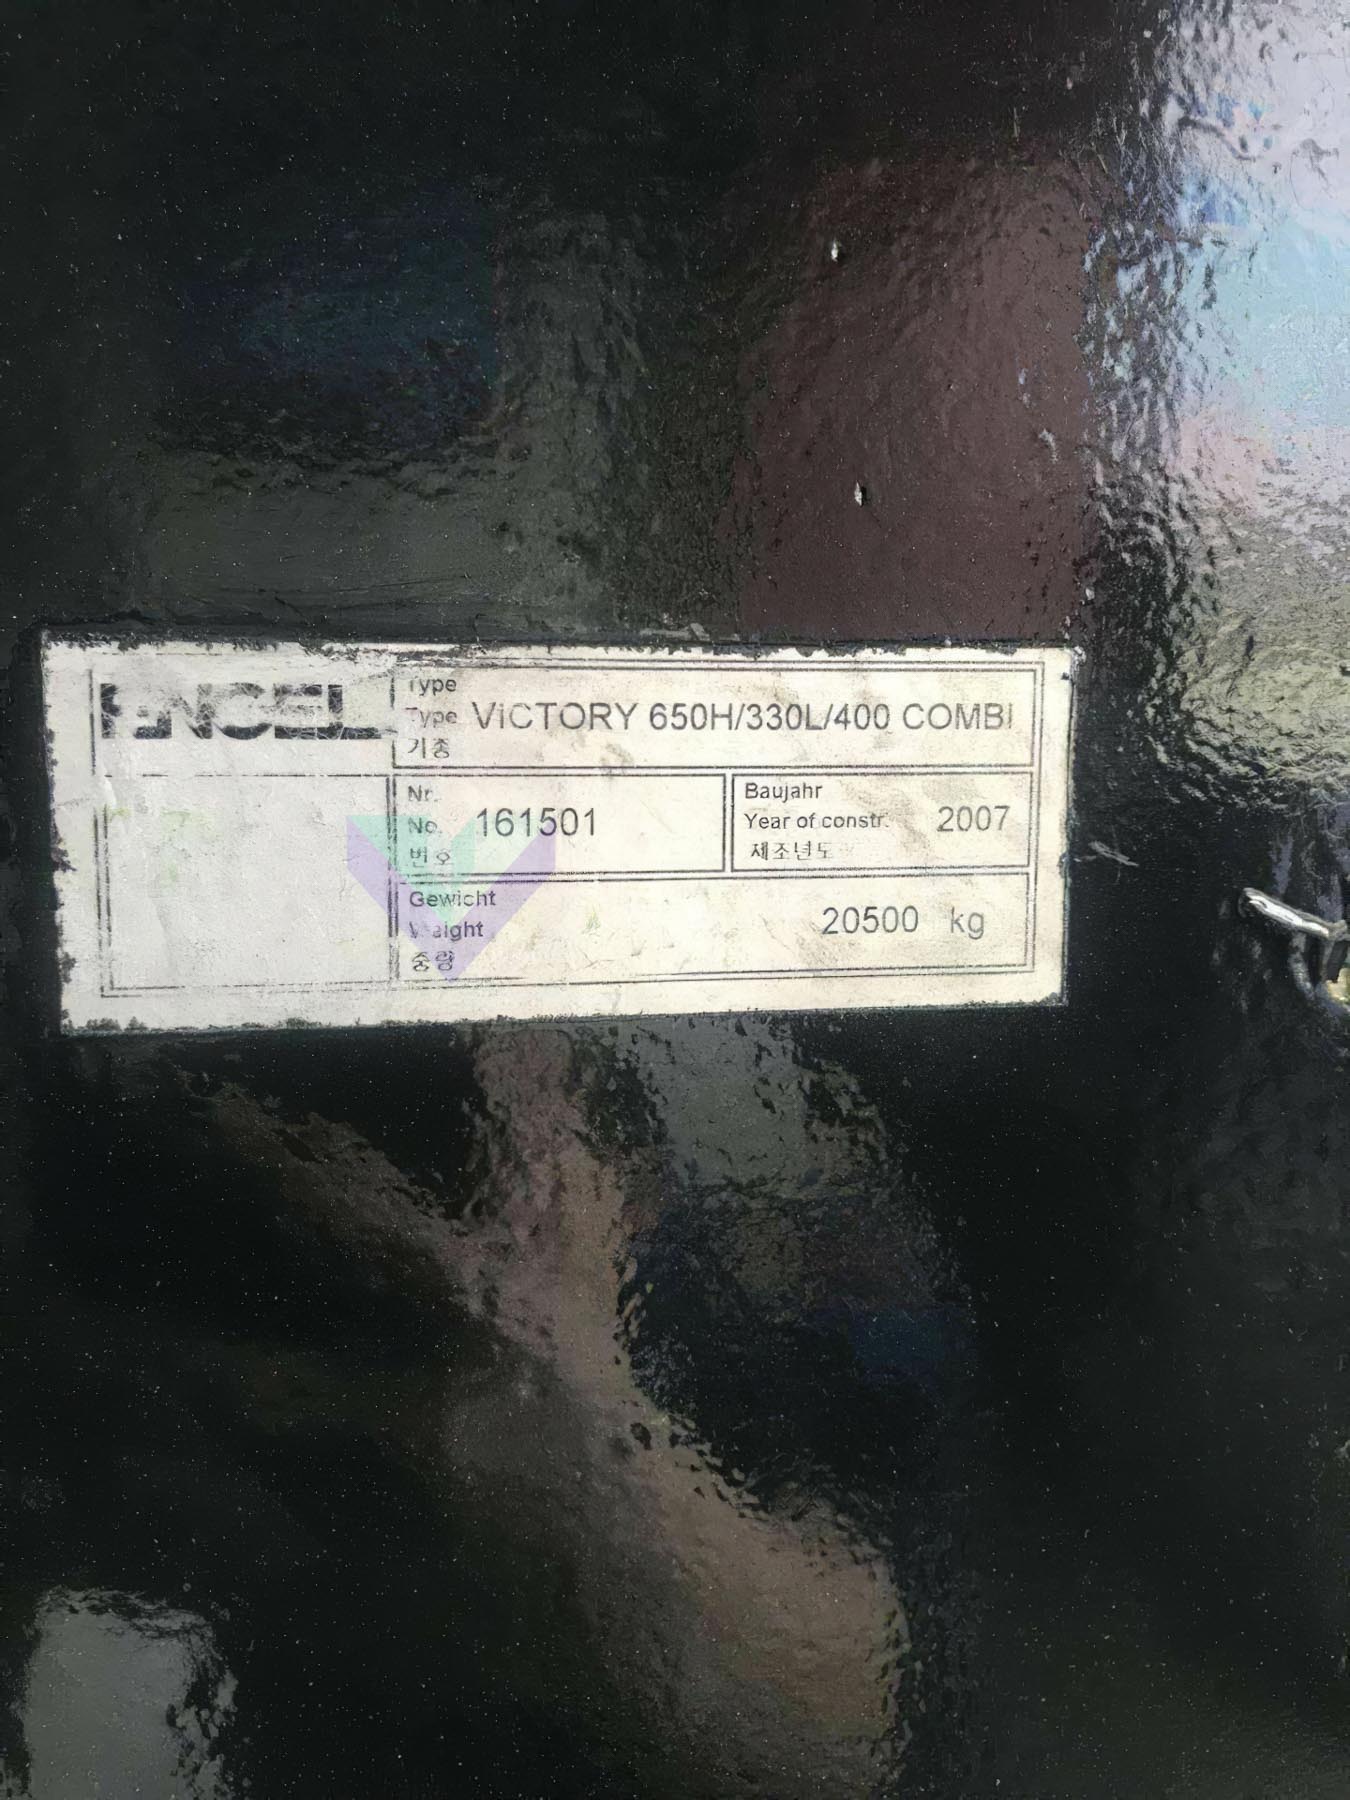 ENGEL
Type
Type VICTORY 650H/330L/400 COMBI
기종
Nr.
No. 161501
번호
Baujahr
Year of constr. 2007
제조년도
Gewicht
Weight 20500 kg
중량